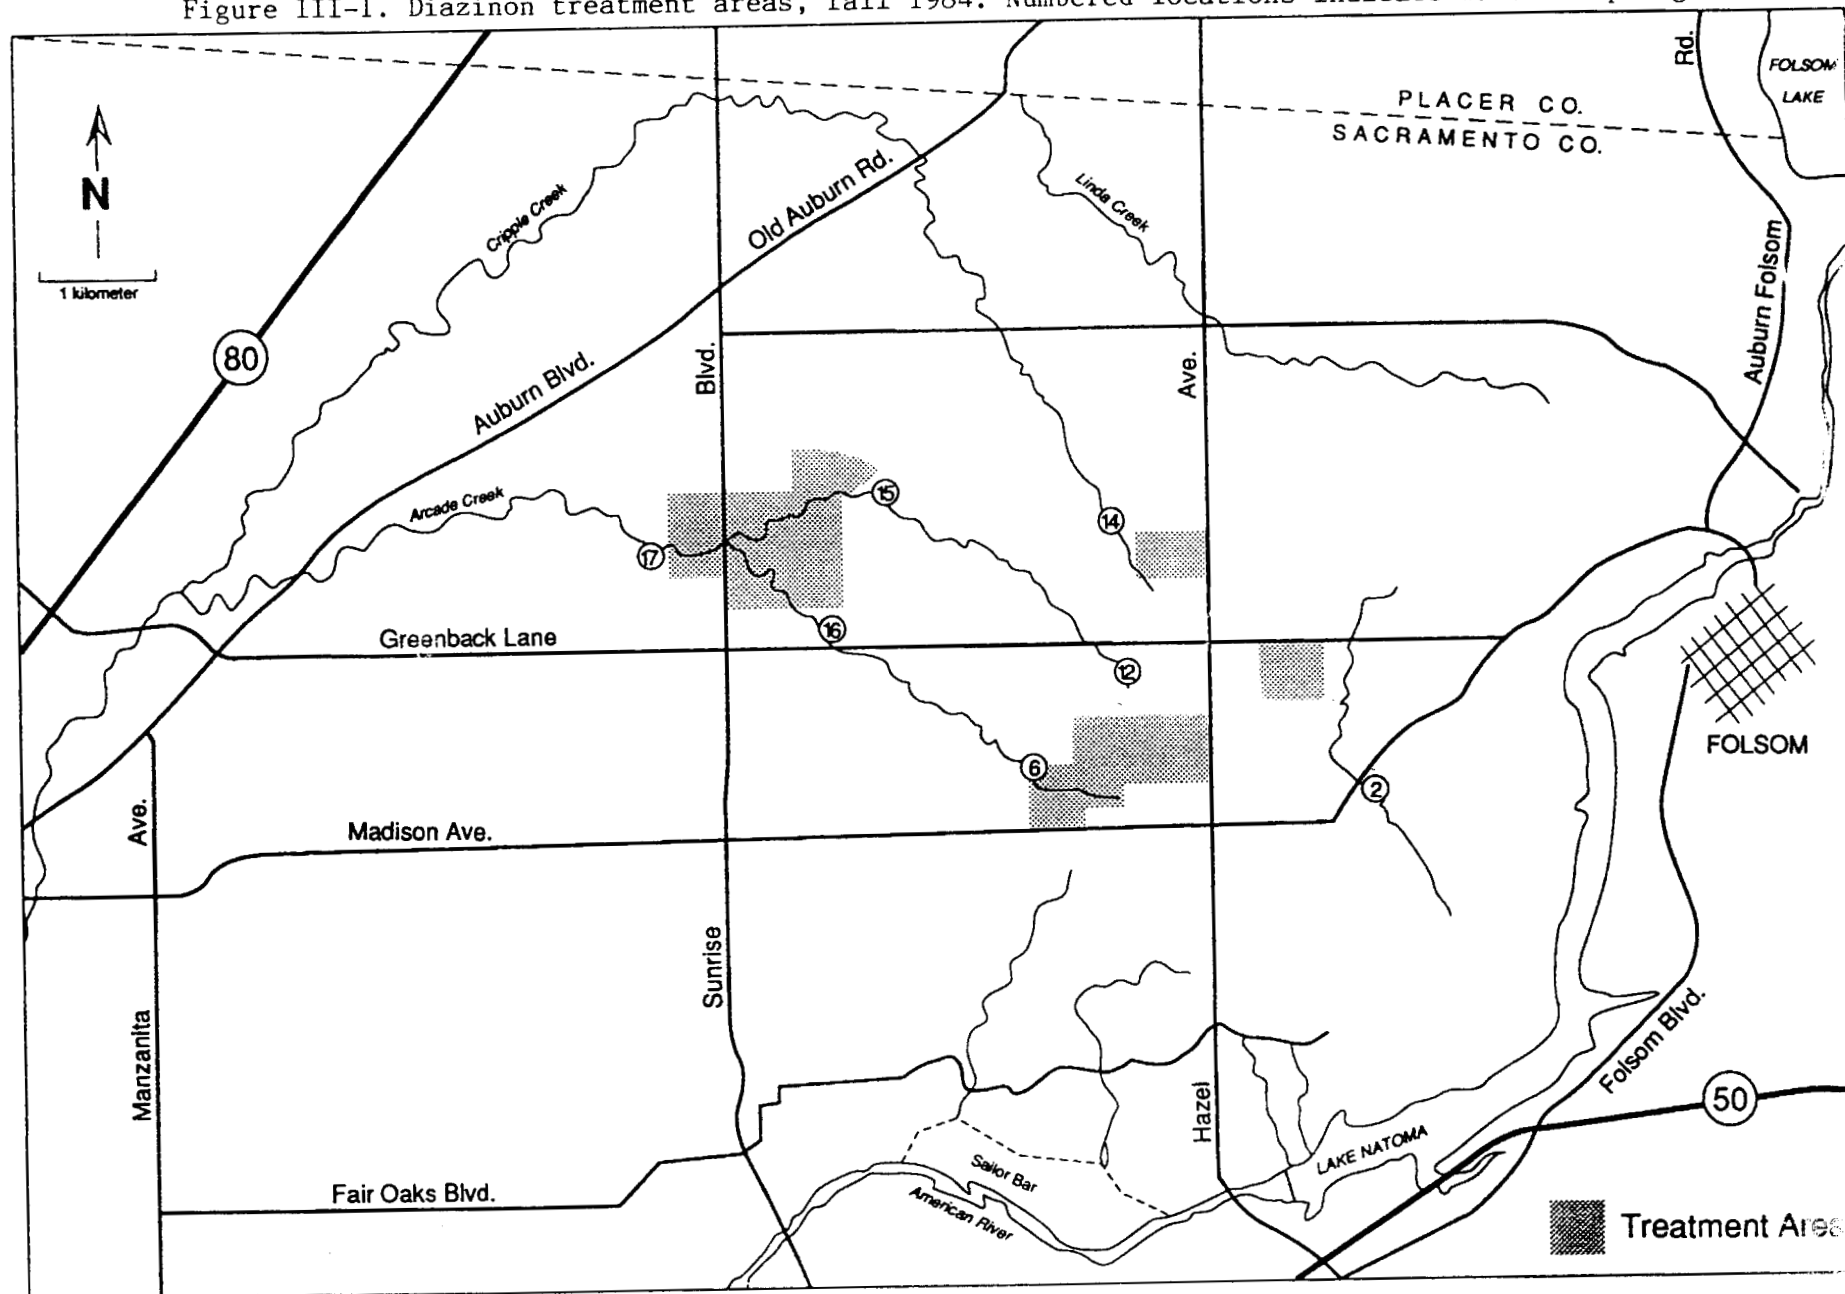 Figure III-1. Diazinon treatment areas, fall 1984. Numbered locations
Rd.
FOLSOM
LAKE
PLACER CO.
SACRAMENTO CO.
N
1 kilometer
Cripple Creek
Old Auburn Rd.
Linda Creek
Auburn Folsom
80
Blvd.
Ave.
Auburn Blvd.
Arcade Creek
15
14
17
16
Greenback Lane
12
FOLSOM
6
2
Ave.
Madison Ave.
Sunrise
Manzanita
Hazel
Folsom Blvd.
50
LAKE NATOMA
Sailor Bar
American River
Fair Oaks Blvd.
Treatment Area